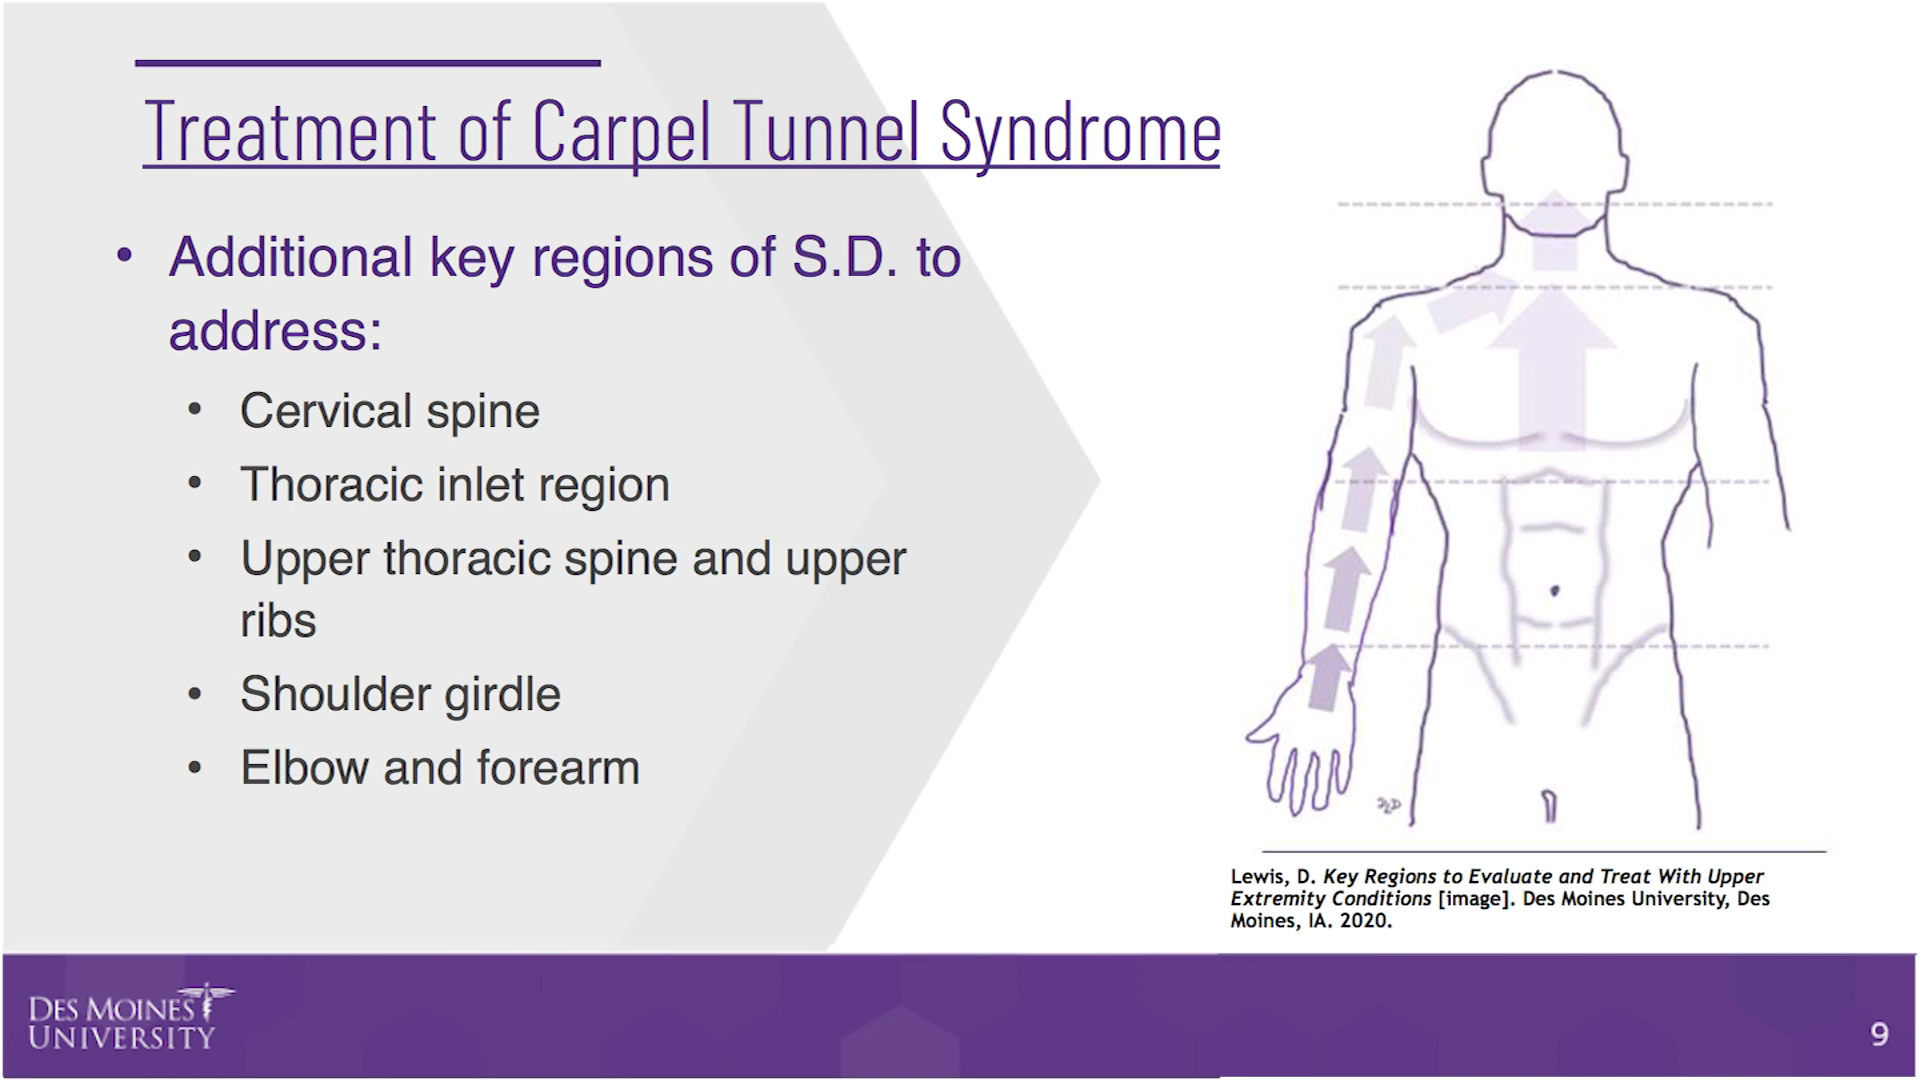 Treatment of Carpel Tunnel Syndrome
• Additional key regions of S.D. to
address:
• Cervical spine
• Thoracic inlet region
• Upper thoracic spine and upper
ribs
• Shoulder girdle
• Elbow and forearm
Lewis, D. Key Regions to Evaluate and Treat With Upper
Extremity Conditions [image]. Des Moines University, Des
Moines, IA. 2020.
DES MOINES
UNIVERSITY
9